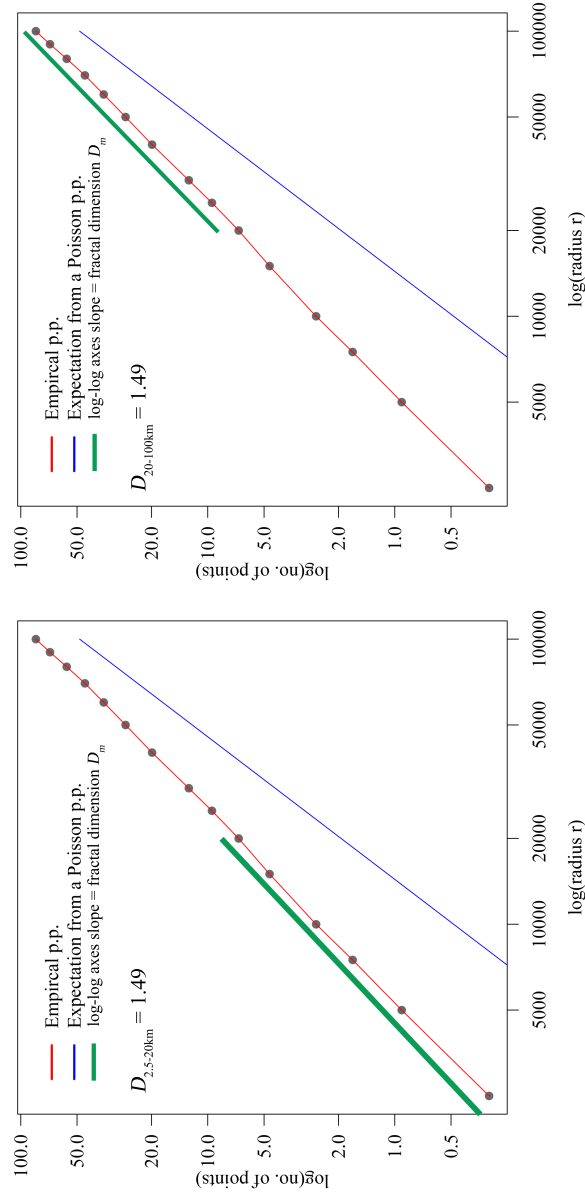 Empircal p.p.
Expectation from a Poisson p.p.
log-log axes slope = fractal dimension Dm
D2.5-20km = 1.49
log(no. of points)
100.0
50.0
20.0
10.0
5.0
2.0
1.0
0.5
5000
10000
20000
50000
100000
log(radius r)
Empircal p.p.
Expectation from a Poisson p.p.
log-log axes slope = fractal dimension Dm
D20-100km = 1.49
log(no. of points)
100.0
50.0
20.0
10.0
5.0
2.0
1.0
0.5
5000
10000
20000
50000
100000
log(radius r)